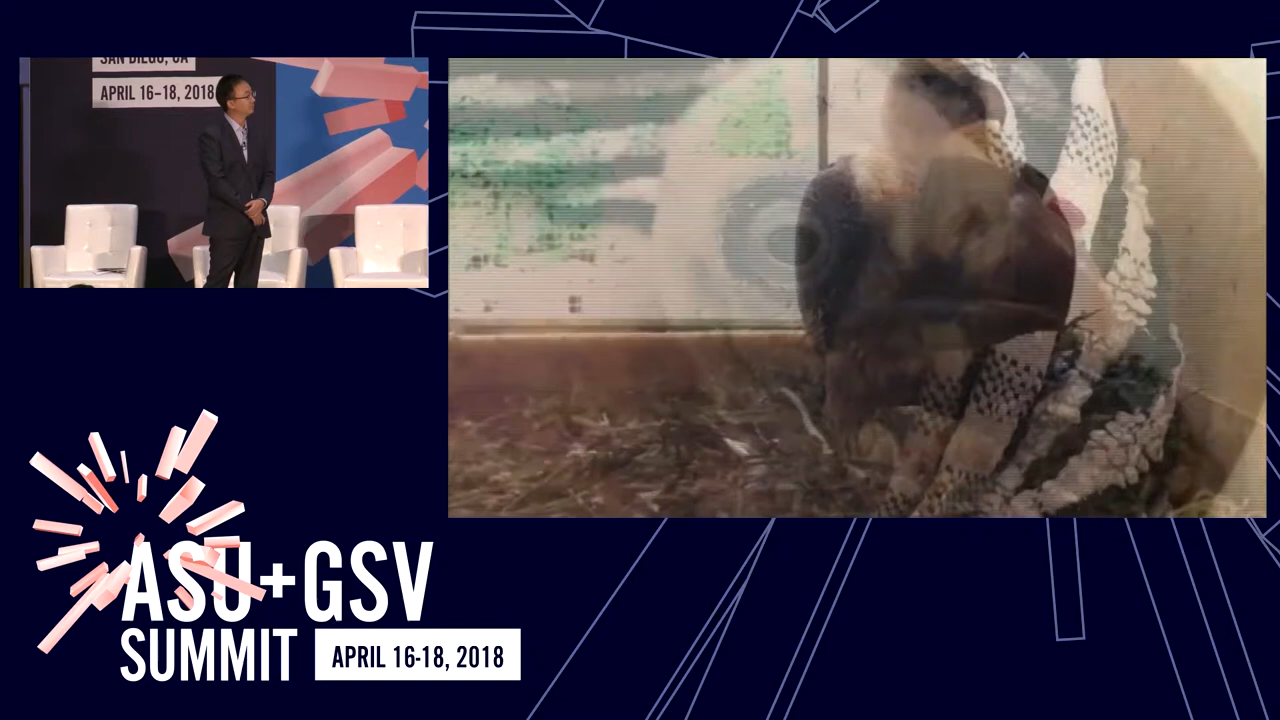 SAN DIEGO, CA
APRIL 16-18, 2018
ASU+GSV
SUMMIT
APRIL 16-18, 2018